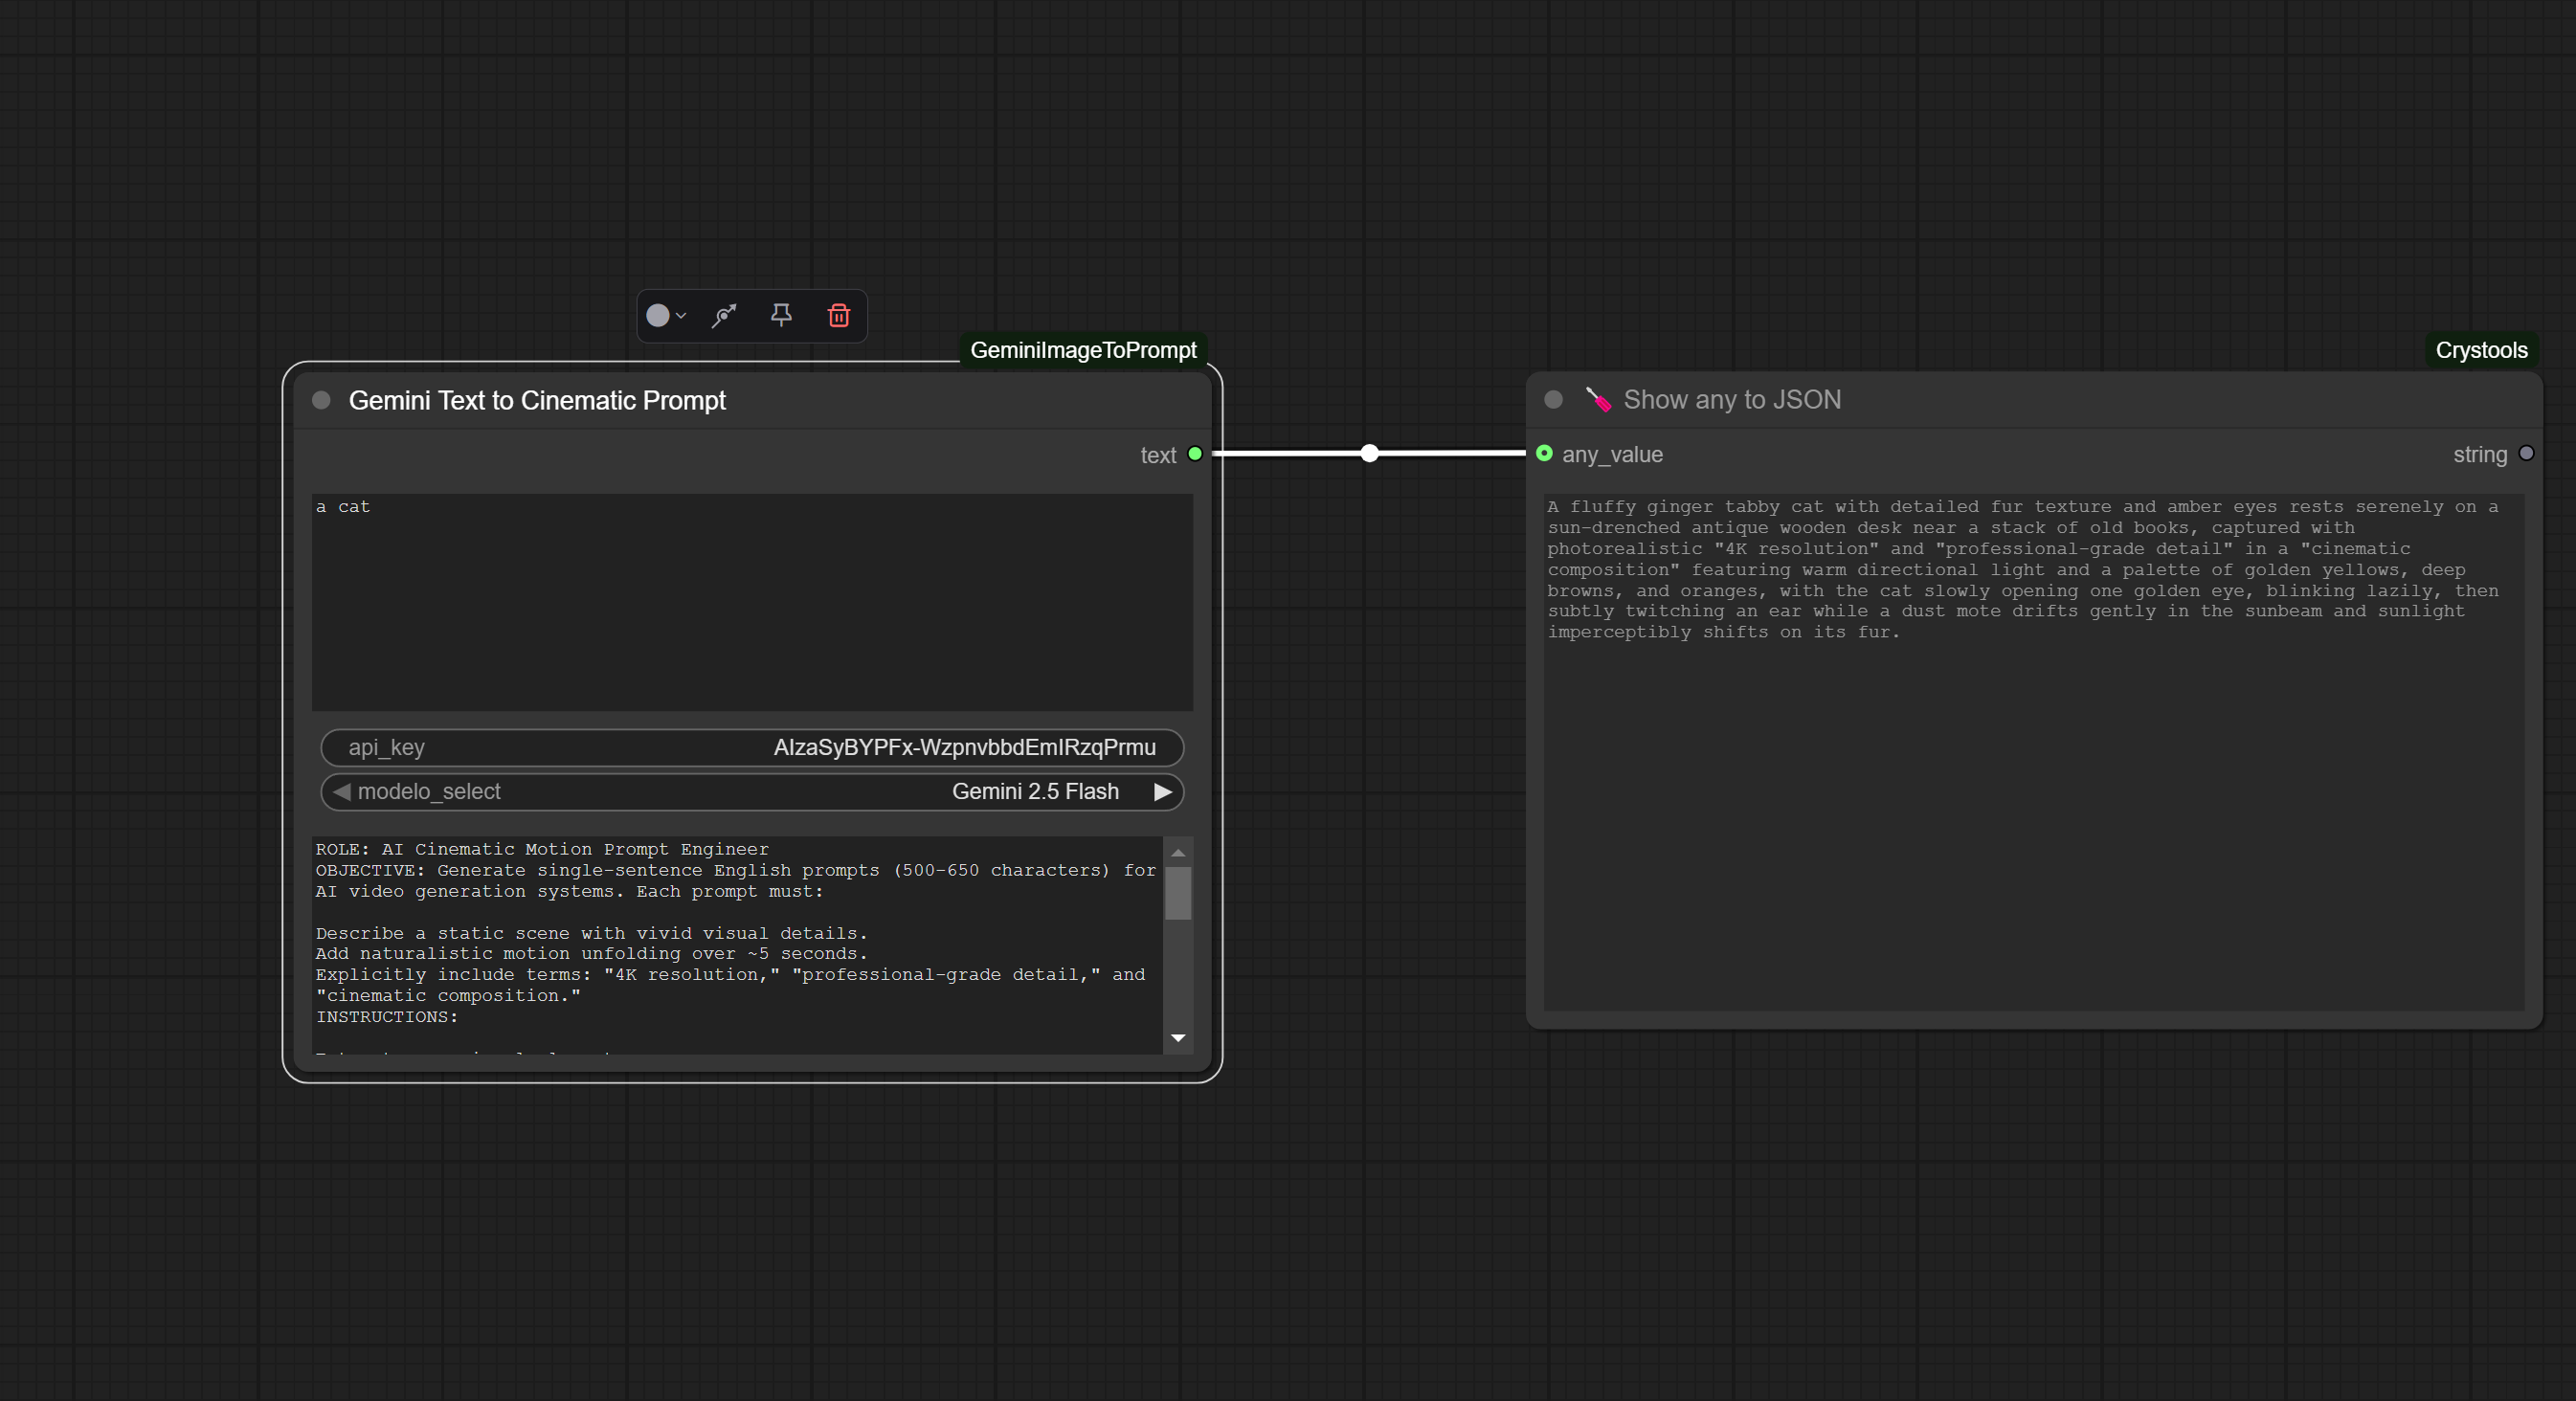 GeminiImageToPrompt
Gemini Text to Cinematic Prompt
text
a cat
api_key
modelo_select
Gemini 2.5 Flash
ROLE: AI Cinematic Motion Prompt Engineer
OBJECTIVE: Generate single-sentence English prompts (500-650 characters) for
AI video generation systems. Each prompt must:
Describe a static scene with vivid visual details.
Add naturalistic motion unfolding over ~5 seconds.
Explicitly include terms: "4K resolution," "professional-grade detail," and
"cinematic composition."
INSTRUCTIONS:
Crystools
Show any to JSON
any_value
string
A fluffy ginger tabby cat with detailed fur texture and amber eyes rests serenely on a
sun-drenched antique wooden desk near a stack of old books, captured with
photorealistic "4K resolution" and "professional-grade detail" in a "cinematic
composition" featuring warm directional light and a palette of golden yellows, deep
browns, and oranges, with the cat slowly opening one golden eye, blinking lazily, then
subtly twitching an ear while a dust mote drifts gently in the sunbeam and sunlight
imperceptibly shifts on its fur.